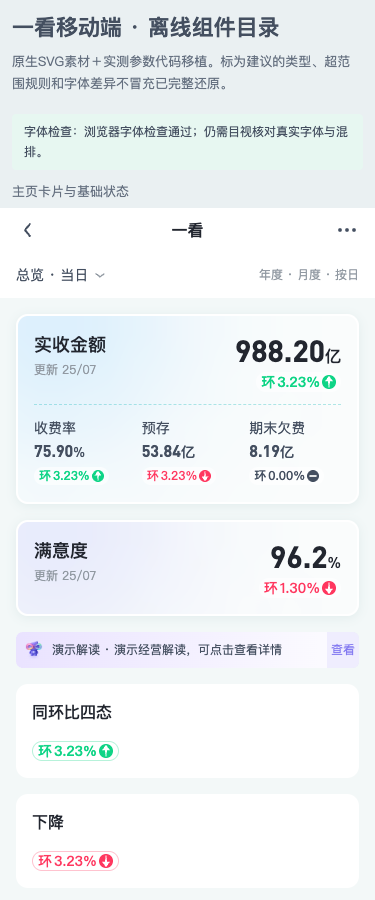 一看移动端 · 离线组件目录
原生SVG素材＋实测参数代码移植。标为建议的类型、超范
围规则和字体差异不冒充已完整还原。
字体检查：浏览器字体检查通过；仍需目视核对真实字体与混
排。
主页卡片与基础状态
一看
总览 · 当日
年度 · 月度 · 按日
实收金额
988.20亿
更新 25/07
环3.23%
收费率 预存 期末欠费
75.90% 53.84亿 8.19亿
环3.23% 环3.23% 环0.00%
满意度
96.2%
更新 25/07
环1.30%
演示解读 · 演示经营解读，可点击查看详情 查看
同环比四态
环3.23%
下降
环3.23%